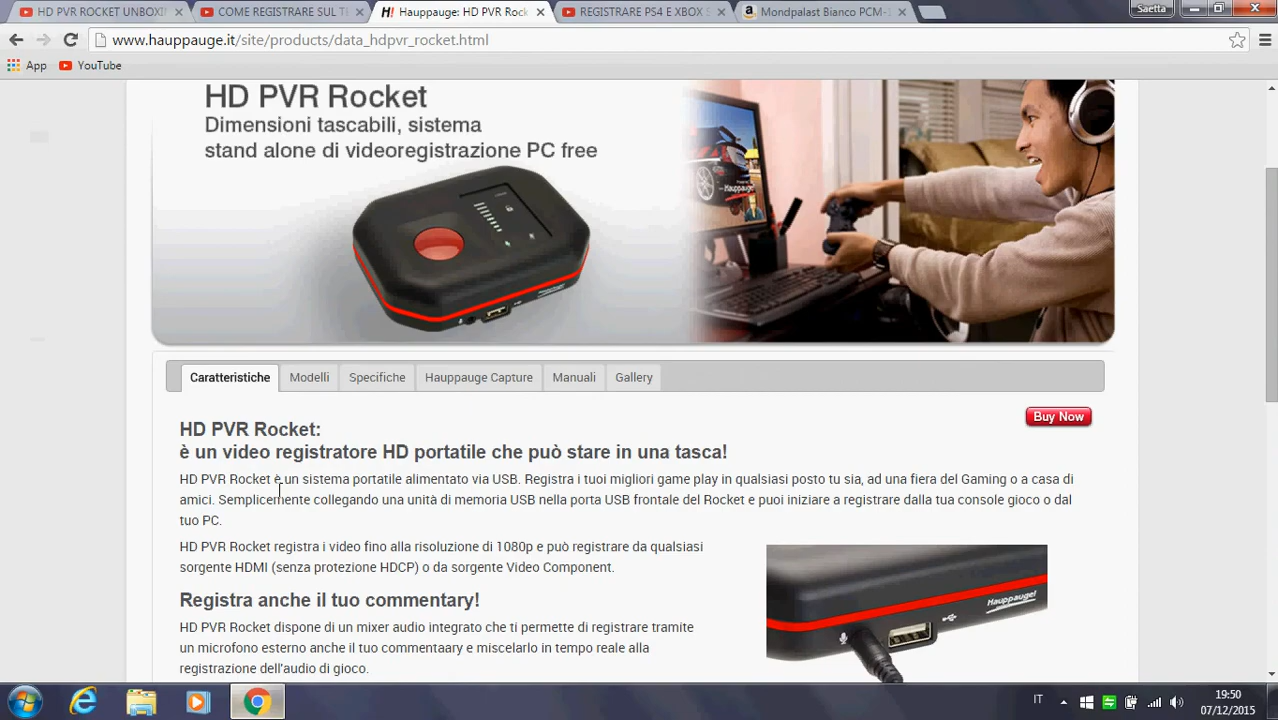 HD PVR ROCKET UNBOXIN
COME REGISTRARE SUL T
Hauppauge: HD PVR Rock
REGISTRARE PS4 E XBOX
Mondpalast Bianco PCM-
Saetta
www.hauppauge.it/site/products/data_hdpvr_rocket.html
App
YouTube
HD PVR Rocket
Dimensioni tascabili, sistema
stand alone di videoregistrazione PC free
Hauppauge!
Caratteristiche
Modelli
Specifiche
Hauppauge Capture
Manuali
Gallery
Buy Now
HD PVR Rocket:
è un video registratore HD portatile che può stare in una tasca!
HD PVR Rocket è un sistema portatile alimentato via USB. Registra i tuoi migliori game play in qualsiasi posto tu sia, ad una fiera del Gaming o a casa di
amici. Semplicemente collegando una unità di memoria USB nella porta USB frontale del Rocket e puoi iniziare a registrare dalla tua console gioco o dal
tuo PC.
HD PVR Rocket registra i video fino alla risoluzione di 1080p e può registrare da qualsiasi
sorgente HDMI (senza protezione HDCP) o da sorgente Video Component.
Hauppauge!
Registra anche il tuo commentary!
HD PVR Rocket dispone di un mixer audio integrato che ti permette di registrare tramite
un microfono esterno anche il tuo commentaary e miscelarlo in tempo reale alla
registrazione dell'audio di gioco.
IT
19:50
07/12/2015